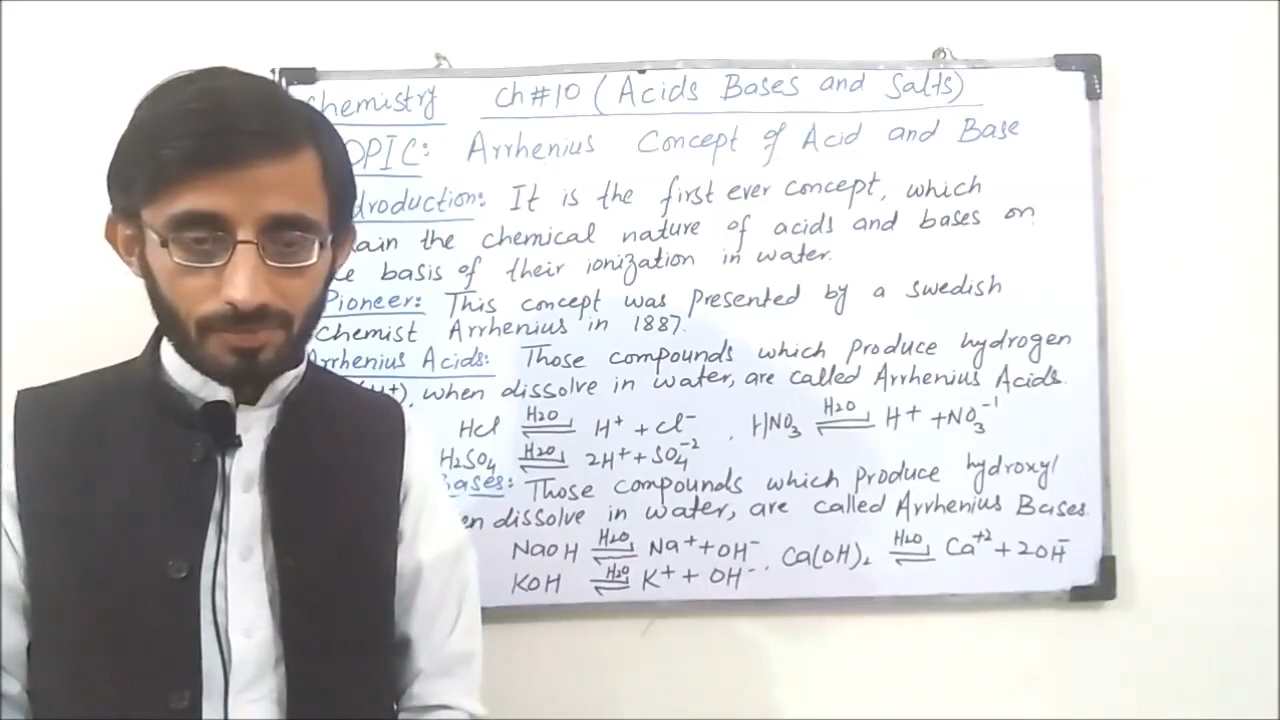 Chemistry Ch#10 (Acids Bases and Salts)
OPIC: Arrhenius Concept of Acid and Base
troduction: It is the first ever concept, which
ain the chemical nature of acids and bases on
e basis of their ionization in water.
Pioneer: This concept was presented by a swedish
Chemist Arrhenius in 1887.
Arrhenius Acids: Those compounds which produce hydrogen
(H+), when dissolve in water, are called Arrhenius Acids.
HCl ⇌ H2O H+ + Cl- , HNO3 ⇌ H2O H+ + NO3-1
H2SO4 ⇌ H2O 2H+ + SO4-2
Bases: Those compounds which produce hydroxyl
en dissolve in water, are called Arrhenius Bases.
NaOH ⇌ H2O Na+ + OH- . Ca(OH)2 ⇌ H2O Ca+2 + 2OH-
KOH ⇌ H2O K+ + OH-